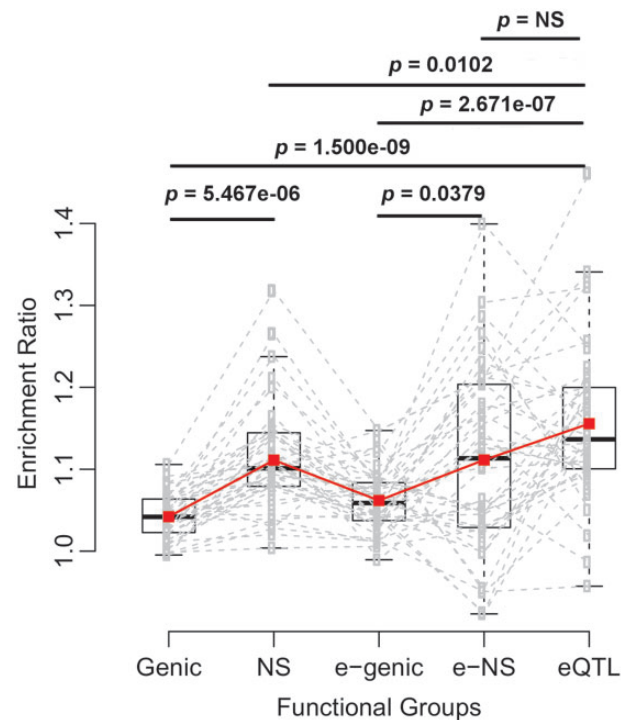 p = NS
p = 0.0102
p = 2.671e-07
p = 1.500e-09
p = 5.467e-06
p = 0.0379
1.4
1.3
1.2
1.1
1.0
Enrichment Ratio
Genic NS e-genic e-NS eQTL
Functional Groups